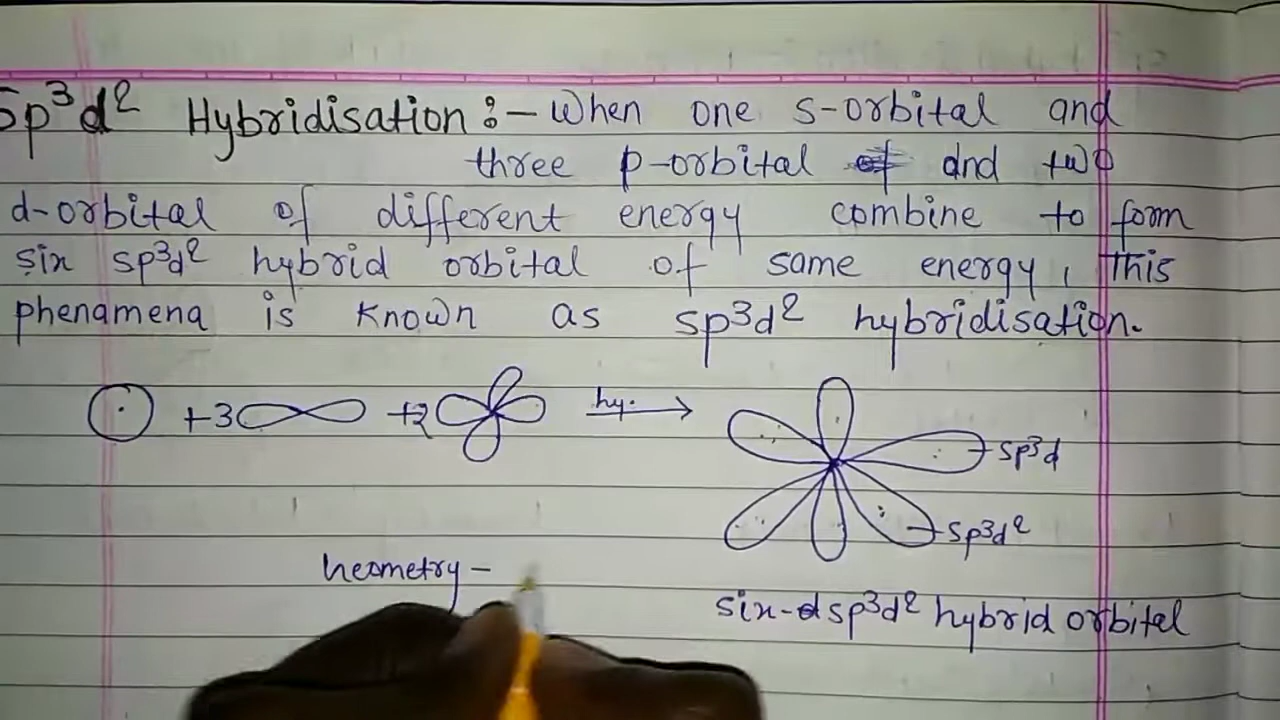 Sp³d² Hybridisation :- When one s-orbital and
three p-orbital and two
d-orbital of different energy combine to form
six sp³d² hybrid orbital of same energy, This
phenamena is known as sp³d² hybridisation.
+3 +2 hy.
sp³d
sp³d²
Geometry -
six-sp³d² hybrid orbital